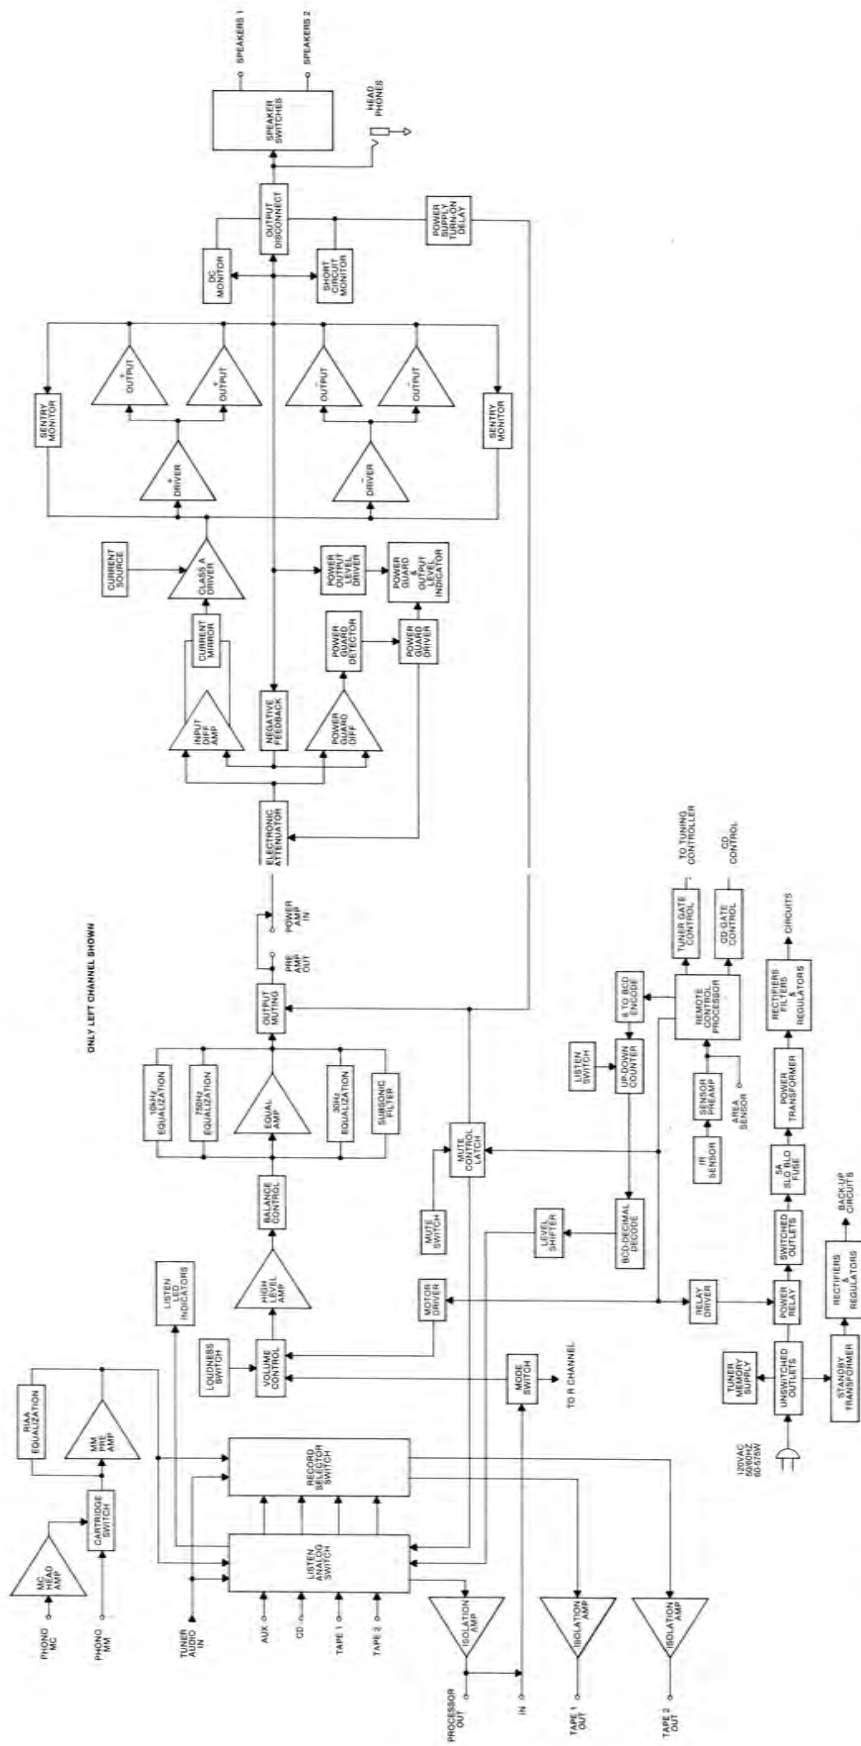 ONLY LEFT CHANNEL SHOWN
PHONO
MC
PHONO
MM
MC
HEAD
AMP
CARTRIDGE
SWITCH
RIAA
EQUALIZATION
MM
PRE
AMP
TUNER
AUDIO
IN
AUX
CD
TAPE 1
TAPE 2
LISTEN
ANALOG
SWITCH
RECORD
SELECTOR
SWITCH
LISTEN
LED
INDICATORS
PROCESSOR
OUT
IN
ISOLATION
AMP
TAPE 1
OUT
ISOLATION
AMP
TAPE 2
OUT
ISOLATION
AMP
LOUDNESS
SWITCH
VOLUME
CONTROL
MODE
SWITCH
TO R CHANNEL
HIGH
LEVEL
AMP
MOTOR
DRIVER
BALANCE
CONTROL
10kHz
EQUALIZATION
750Hz
EQUALIZATION
EQUAL
AMP
30Hz
EQUALIZATION
SUBSONIC
FILTER
MUTE
SWITCH
MUTE
CONTROL
LATCH
OUTPUT
MUTING
PRE
AMP
OUT
POWER
AMP
IN
LEVEL
SHIFTER
BCD-DECIMAL
DECODE
LISTEN
SWITCH
UP-DOWN
COUNTER
6 TO BCD
ENCODE
IR
SENSOR
SENSOR
PREAMP
AREA
SENSOR
REMOTE
CONTROL
PROCESSOR
TUNER GATE
CONTROL
TO TUNING
CONTROLLER
CD-GATE
CONTROL
CD
CONTROL
RELAY
DRIVER
120VAC
50/60HZ
60-575W
TUNER
MEMORY
SUPPLY
UNSWITCHED
OUTLETS
POWER
RELAY
SWITCHED
OUTLETS
5A
SLO BLO
FUSE
POWER
TRANSFORMER
RECTIFIERS
FILTERS
&
REGULATORS
CIRCUITS
STANDBY
TRANSFORMER
RECTIFIERS
&
REGULATORS
BACK-UP
CIRCUITS
ELECTRONIC
ATTENUATOR
INPUT
DIFF
AMP
NEGATIVE
FEEDBACK
POWER
GUARD
DIFF
CURRENT
MIRROR
POWER
GUARD
DETECTOR
POWER
GUARD
DRIVER
CURRENT
SOURCE
CLASS A
DRIVER
POWER
OUTPUT
LEVEL
DRIVER
POWER
GUARD
&
OUTPUT
LEVEL
INDICATOR
SENTRY
MONITOR
+
DRIVER
-
DRIVER
+
OUTPUT
+
OUTPUT
-
OUTPUT
-
OUTPUT
SENTRY
MONITOR
DC
MONITOR
SHORT
CIRCUIT
MONITOR
OUTPUT
DISCONNECT
POWER
SUPPLY
TURN-ON
DELAY
SPEAKER
SWITCHES
HEAD
PHONES
SPEAKERS 1
SPEAKERS 2